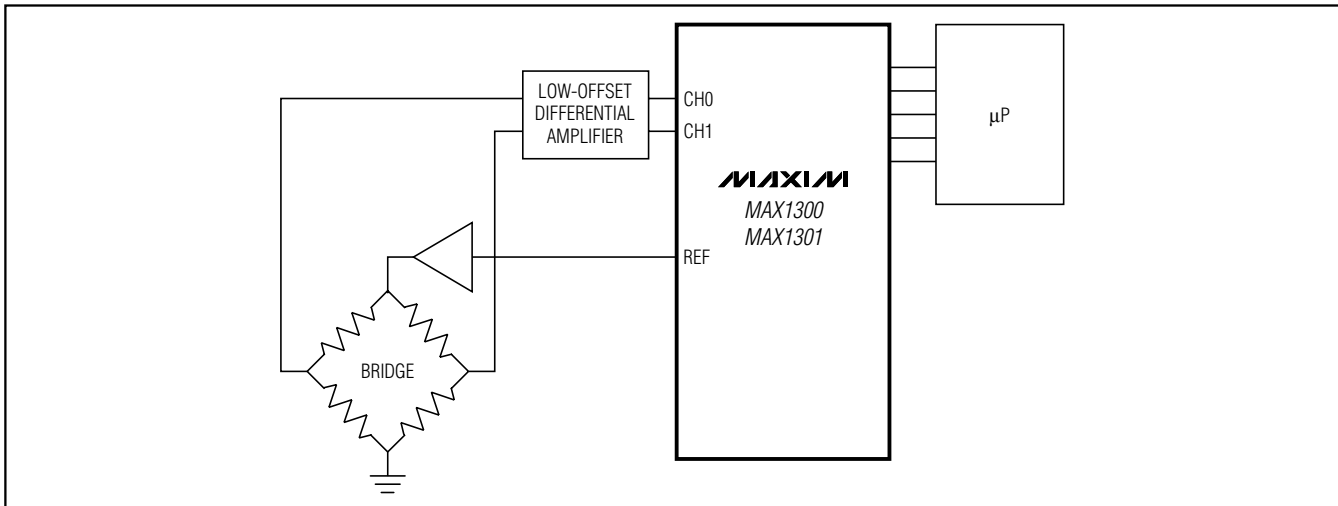 LOW-OFFSET
DIFFERENTIAL
AMPLIFIER
CH0
CH1
µP
MAXIM
MAX1300
MAX1301
REF
BRIDGE